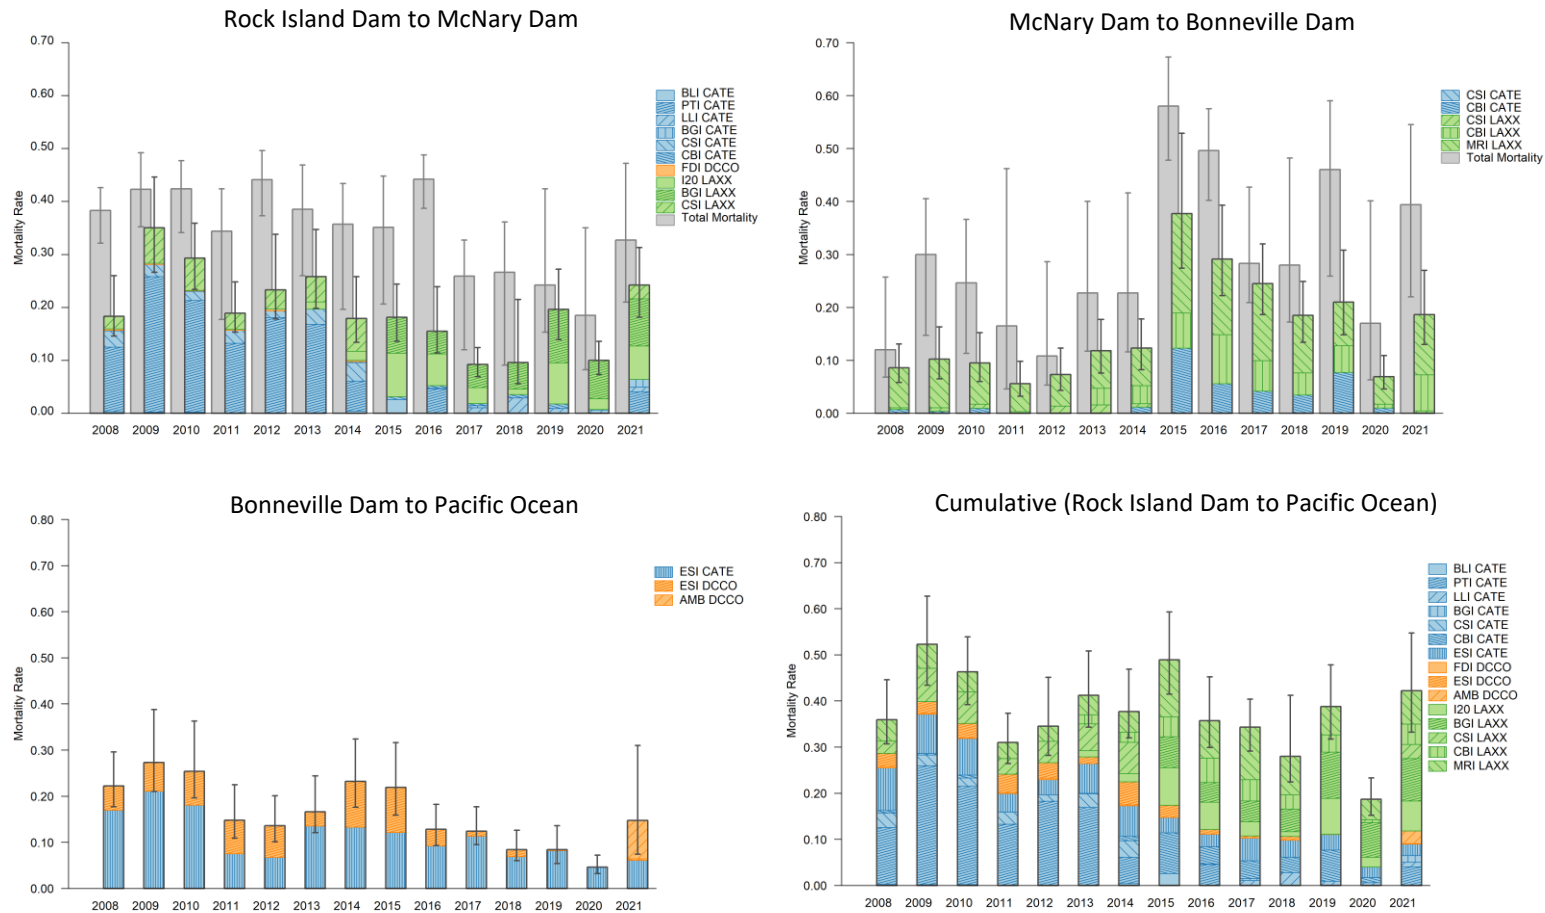 Rock Island Dam to McNary Dam
0.70
0.60
0.50
0.40
0.30
0.20
0.10
0.00
Mortality Rate
2008 2009 2010 2011 2012 2013 2014 2015 2016 2017 2018 2019 2020 2021
BLI CATE
PTI CATE
LLI CATE
BGI CATE
CSI CATE
CBI CATE
FDI DCCO
I20 LAXX
BGI LAXX
CSI LAXX
Total Mortality
McNary Dam to Bonneville Dam
0.70
0.60
0.50
0.40
0.30
0.20
0.10
0.00
Mortality Rate
2008 2009 2010 2011 2012 2013 2014 2015 2016 2017 2018 2019 2020 2021
CSI CATE
CBI CATE
CSI LAXX
CBI LAXX
MRI LAXX
Total Mortality
Bonneville Dam to Pacific Ocean
0.80
0.70
0.60
0.50
0.40
0.30
0.20
0.10
0.00
Mortality Rate
2008 2009 2010 2011 2012 2013 2014 2015 2016 2017 2018 2019 2020 2021
ESI CATE
ESI DCCO
AMB DCCO
Cumulative (Rock Island Dam to Pacific Ocean)
0.80
0.70
0.60
0.50
0.40
0.30
0.20
0.10
0.00
Mortality Rate
2008 2009 2010 2011 2012 2013 2014 2015 2016 2017 2018 2019 2020 2021
BLI CATE
PTI CATE
LLI CATE
BGI CATE
CSI CATE
CBI CATE
ESI CATE
FDI DCCO
ESI DCCO
AMB DCCO
I20 LAXX
BGI LAXX
CSI LAXX
CBI LAXX
MRI LAXX